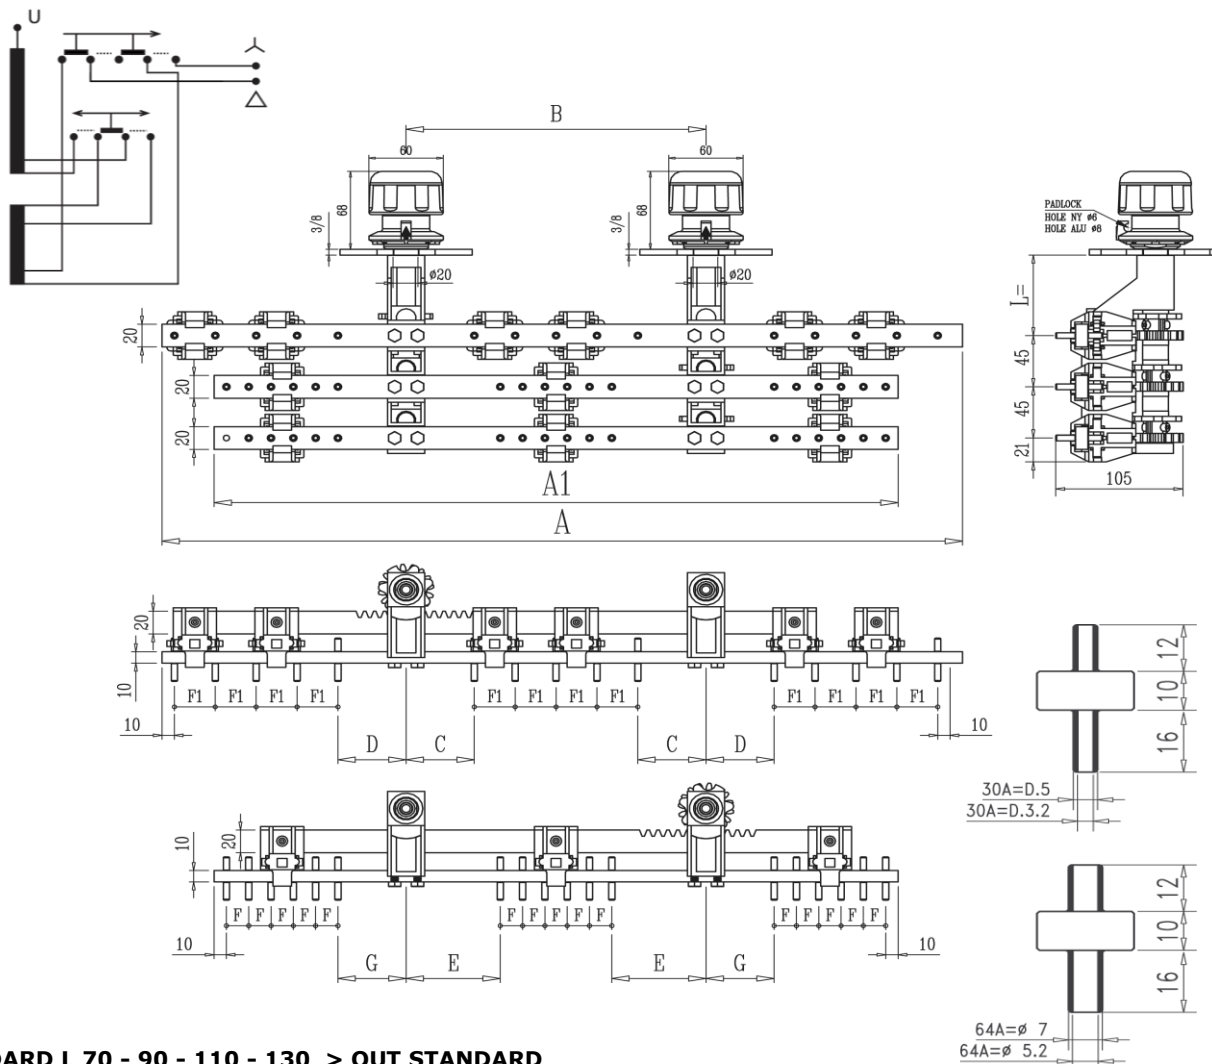 U
B
60
60
68
68
3/8
3/8
ø20
ø20
PADLOCK
HOLE NY ø6
HOLE ALU ø8
L=
45
45
21
105
20
20
20
A1
A
20
10
F1 F1 F1 F1
F1 F1 F1 F1
F1 F1 F1 F1
10
10
D
C
C
D
12
10
16
30A=D.5
30A=D.3.2
10
20
F F F F F
F F F F F
F F F F F
10
10
G
E
E
G
12
10
16
64A=ø 7
64A=ø 5.2
DARD L 70 - 90 - 110 - 130 > OUT STANDARD